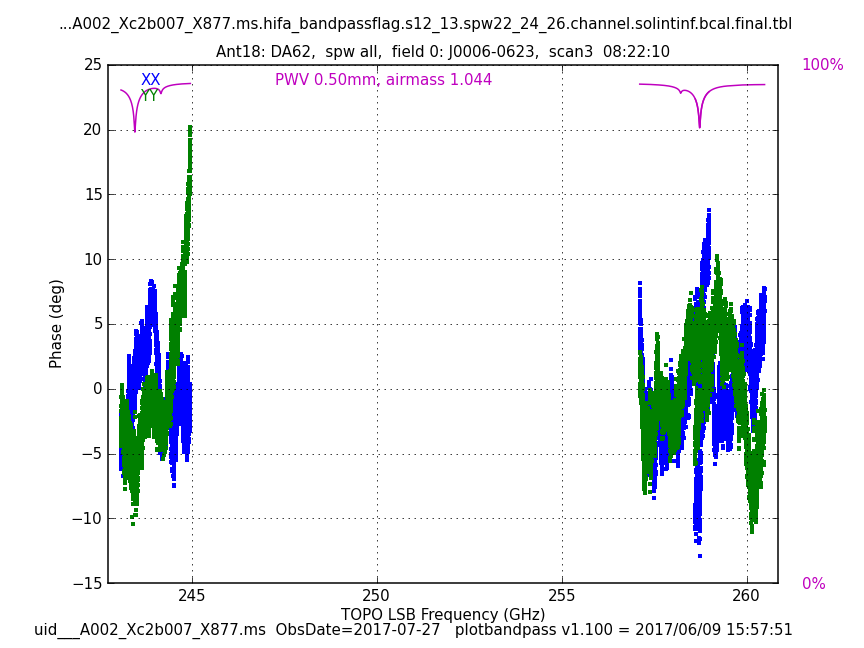 ...A002_Xc2b007_X877.ms.hifa_bandpassflag.s12_13.spw22_24_26.channel.solintinf.bcal.final.tbl
Ant18: DA62,  spw all,  field 0: J0006-0623,  scan3  08:22:10
25 100%
XX PWV 0.50mm, airmass 1.044
YY
20
15
10
5
0
−5
−10
−15 0%
Phase (deg)
245 250 255 260
TOPO LSB Frequency (GHz)
uid___A002_Xc2b007_X877.ms  ObsDate=2017-07-27   plotbandpass v1.100 = 2017/06/09 15:57:51